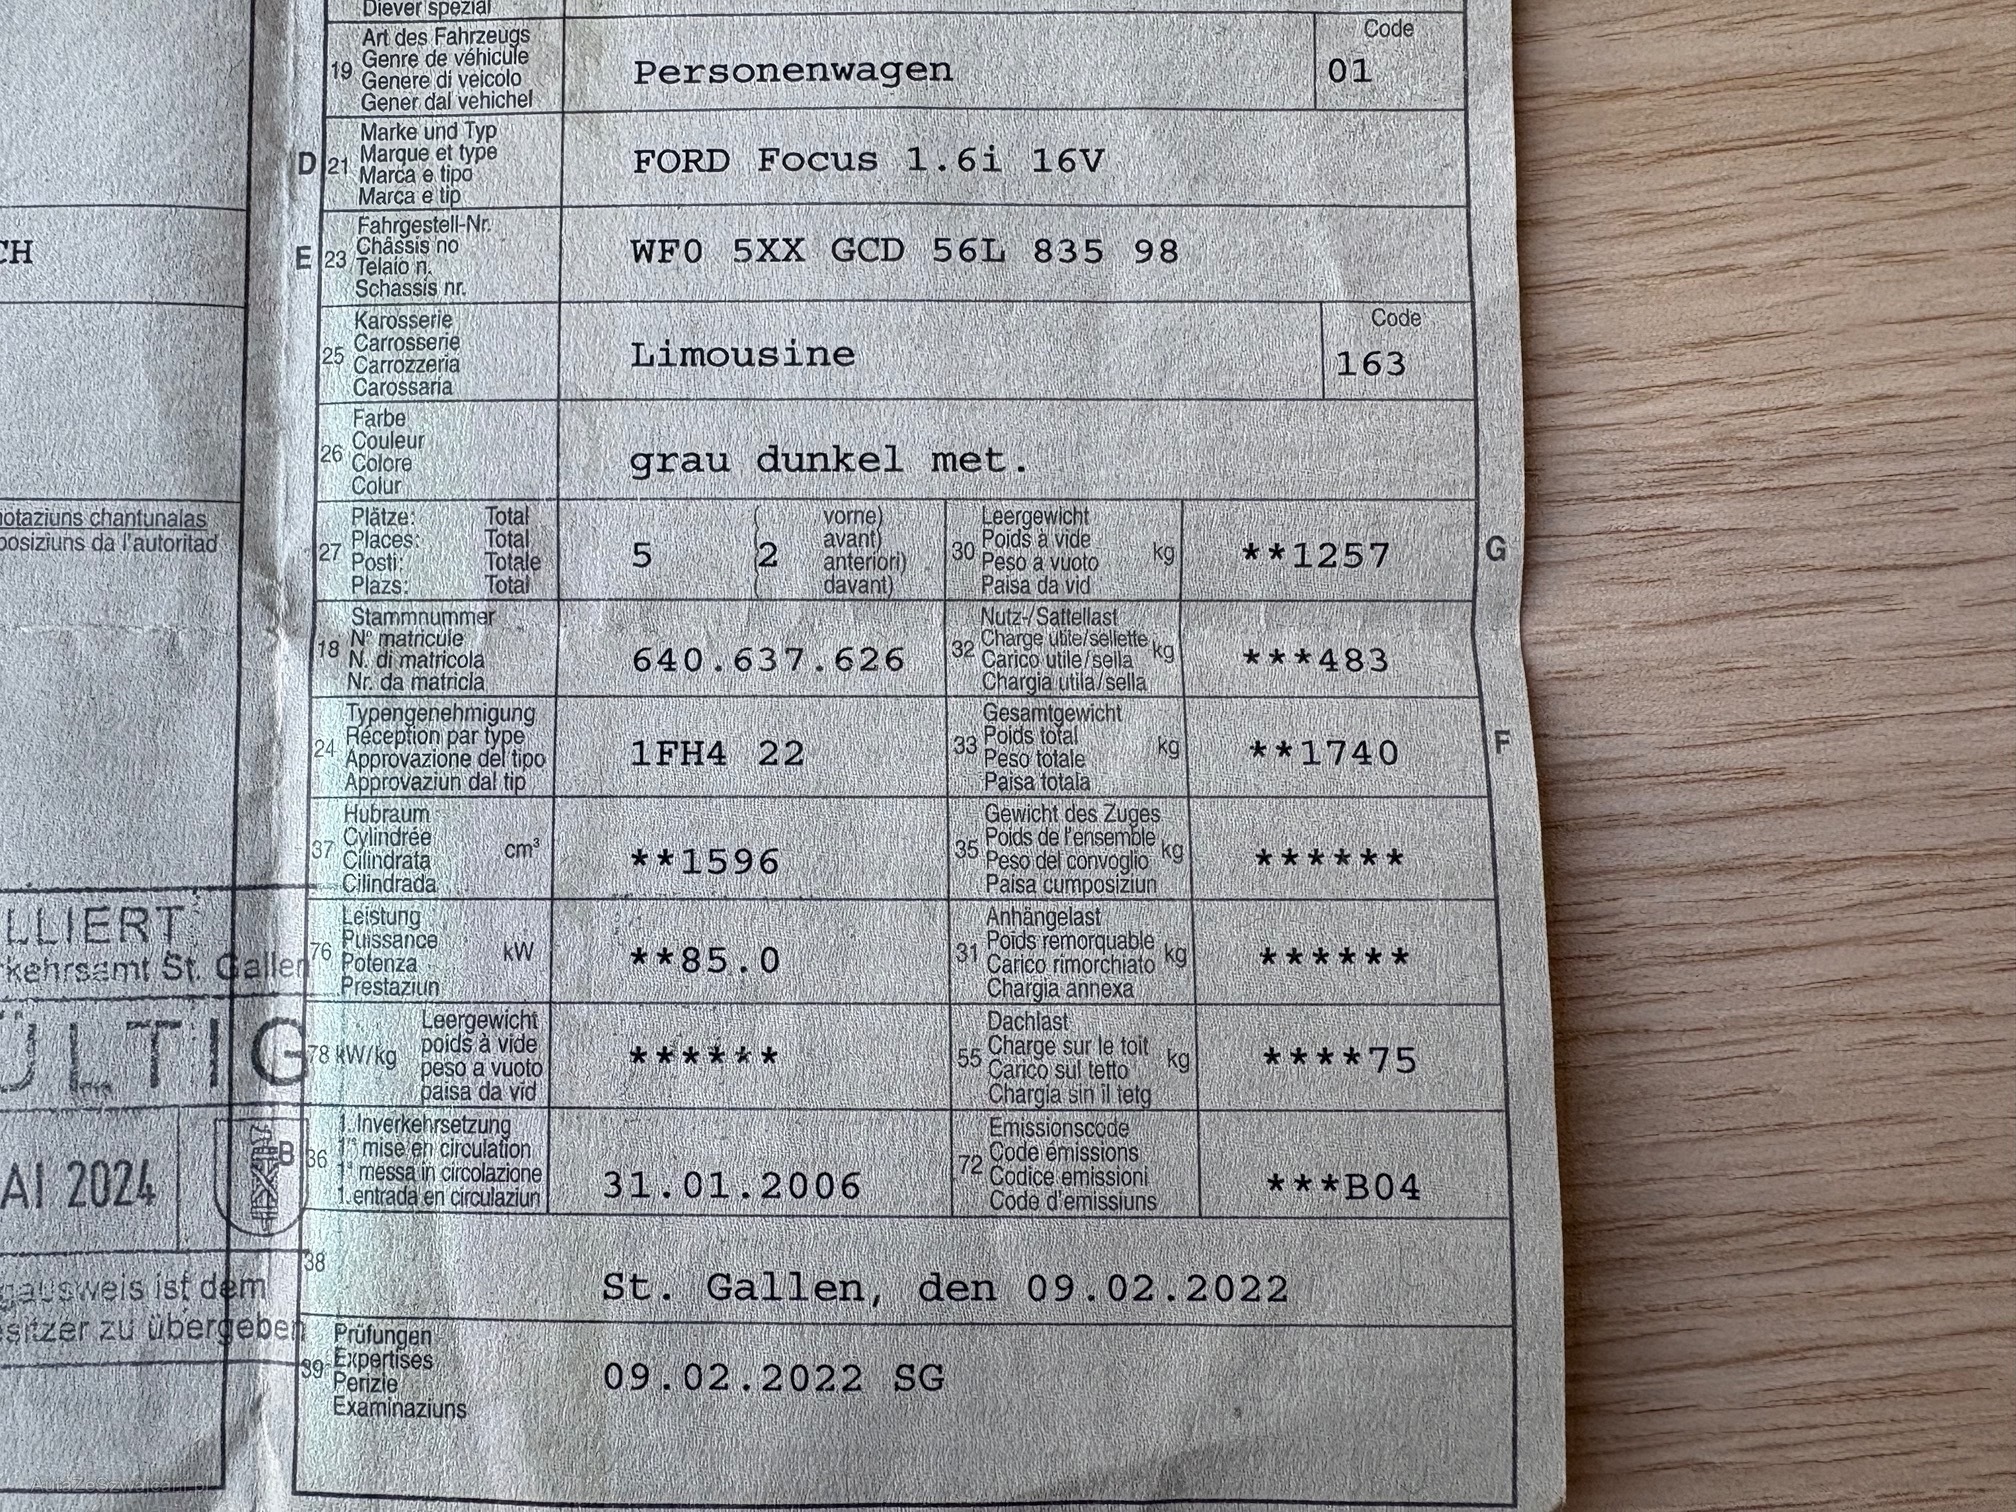 Diever spezial
19 Art des Fahrzeugs
Genre de véhicule
Genere di veicolo
Gener dal vehichel
Personenwagen
Code
01
D 21 Marke und Typ
Marque et type
Marca e tipo
Marca e tip
FORD Focus 1.6i 16V
CH
E 23 Fahrgestell-Nr.
Châssis no
Telaio n.
Schassis nr.
WF0 5XX GCD 56L 835 98
25 Karosserie
Carrosserie
Carrozzeria
Carossaria
Limousine
Code
163
26 Farbe
Couleur
Colore
Colur
grau dunkel met.
notaziuns chantunalas
posiziuns da l'autoritad
27 Plätze: Total
Places: Total
Posti: Totale
Plazs: Total
5 ( 2 vorne)
avant)
anteriori)
davant)
30 Leergewicht
Poids à vide
Peso a vuoto
Paisa da vid
kg
**1257
G
18 Stammnummer
N° matricule
N. di matricola
Nr. da matricla
640.637.626
32 Nutz-/Sattellast
Charge utile/sellette
Carico utile/sella
Chargia utila/sella
kg
***483
24 Typengenehmigung
Réception par type
Approvazione del tipo
Approvaziun dal tip
1FH4 22
33 Gesamtgewicht
Poids total
Peso totale
Paisa totala
kg
**1740
F
37 Hubraum
Cylindrée
Cilindrata
Cilindrada
cm³
**1596
35 Gewicht des Zuges
Poids de l'ensemble
Peso del convoglio
Paisa cumposiziun
kg
******
76 Leistung
Puissance
Potenza
Prestaziun
kW
**85.0
31 Anhängelast
Poids remorquable
Carico rimorchiato
Chargia annexa
kg
******
78 kW/kg
Leergewicht
poids à vide
peso a vuoto
paisa da vid
******
55 Dachlast
Charge sur le toit
Carico sul tetto
Chargia sin il tetg
kg
****75
B 36 1. Inverkehrsetzung
1re mise en circulation
1a messa in circolazione
1. entrada en circulaziun
31.01.2006
72 Emissionscode
Code émissions
Codice emissioni
Code d'emissiuns
***B04
38
St. Gallen, den 09.02.2022
39 Prüfungen
Expertises
Perizie
Examinaziuns
09.02.2022 SG
LLIERT
kehrsamt St. Gallen
ÜLTIG
AI 2024
gausweis ist dem
sitzer zu übergeben
AutaZeSzwajcarii.pl